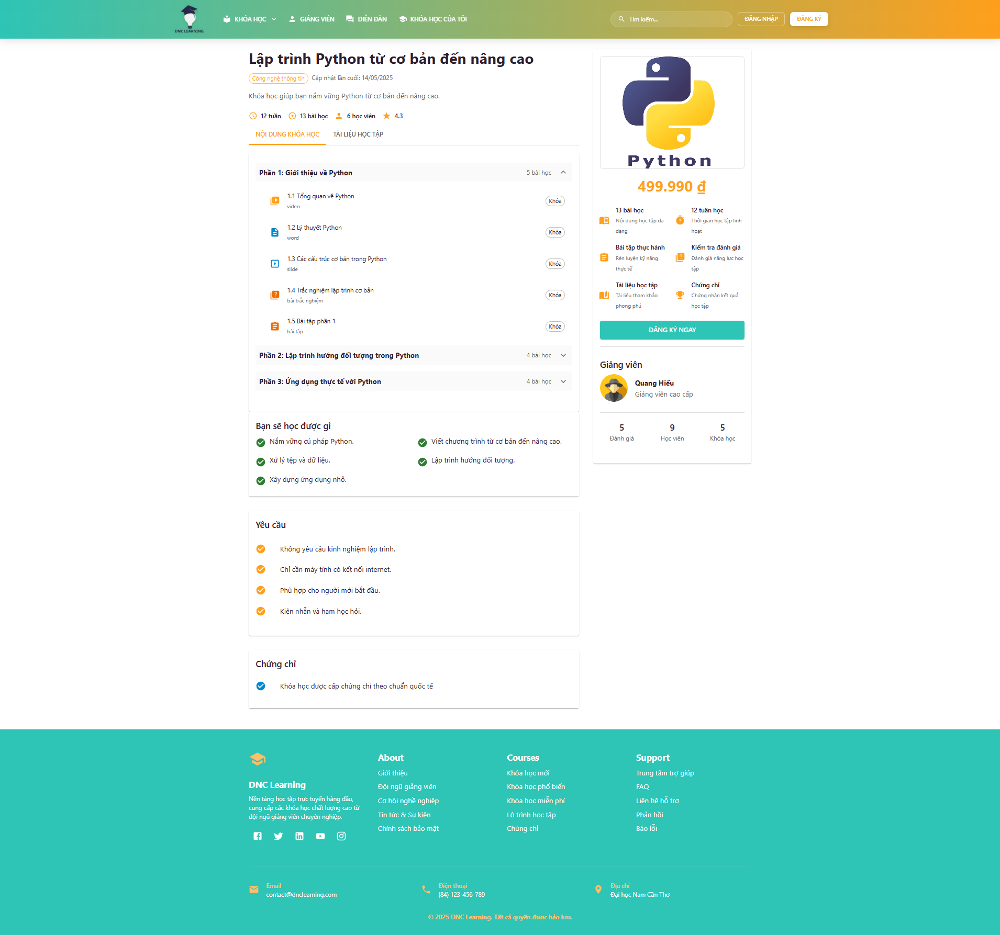 DNC LEARNING
KHÓA HỌC
GIẢNG VIÊN
DIỄN ĐÀN
KHÓA HỌC CỦA TÔI
Tìm kiếm...
ĐĂNG NHẬP
ĐĂNG KÝ
Lập trình Python từ cơ bản đến nâng cao
Công nghệ thông tin
Cập nhật lần cuối: 14/05/2025
Khóa học giúp bạn nắm vững Python từ cơ bản đến nâng cao.
12 tuần
13 bài học
6 học viên
4.3
NỘI DUNG KHÓA HỌC
TÀI LIỆU HỌC TẬP
Phần 1: Giới thiệu về Python
5 bài học
1.1 Tổng quan về Python
video
Khóa
1.2 Lý thuyết Python
word
Khóa
1.3 Các cấu trúc cơ bản trong Python
slide
Khóa
1.4 Trắc nghiệm lập trình cơ bản
bài trắc nghiệm
Khóa
1.5 Bài tập phần 1
bài tập
Khóa
Phần 2: Lập trình hướng đối tượng trong Python
4 bài học
Phần 3: Ứng dụng thực tế với Python
4 bài học
Bạn sẽ học được gì
Nắm vững cú pháp Python.
Viết chương trình từ cơ bản đến nâng cao.
Xử lý tệp và dữ liệu.
Lập trình hướng đối tượng.
Xây dựng ứng dụng nhỏ.
Yêu cầu
Không yêu cầu kinh nghiệm lập trình.
Chỉ cần máy tính có kết nối internet.
Phù hợp cho người mới bắt đầu.
Kiên nhẫn và ham học hỏi.
Chứng chỉ
Khóa học được cấp chứng chỉ theo chuẩn quốc tế
Python
499.990 ₫
13 bài học
Nội dung học tập đa
dạng
12 tuần học
Thời gian học tập linh
hoạt
Bài tập thực hành
Rèn luyện kỹ năng
thực tế
Kiểm tra đánh giá
Đánh giá năng lực học
tập
Tài liệu học tập
Tài liệu tham khảo
phong phú
Chứng chỉ
Chứng nhận kết quả
học tập
ĐĂNG KÝ NGAY
Giảng viên
Quang Hiếu
Giảng viên cao cấp
5
Đánh giá
9
Học viên
5
Khóa học
DNC Learning
Nền tảng học tập trực tuyến hàng đầu,
cung cấp các khóa học chất lượng cao từ
đội ngũ giảng viên chuyên nghiệp.
About
Giới thiệu
Đội ngũ giảng viên
Cơ hội nghề nghiệp
Tin tức & Sự kiện
Chính sách bảo mật
Courses
Khóa học mới
Khóa học phổ biến
Khóa học miễn phí
Lộ trình học tập
Chứng chỉ
Support
Trung tâm trợ giúp
FAQ
Liên hệ hỗ trợ
Phản hồi
Báo lỗi
Email
contact@dnclearning.com
Điện thoại
(84) 123-456-789
Địa chỉ
Đại học Nam Cần Thơ
© 2025 DNC Learning. Tất cả quyền được bảo lưu.